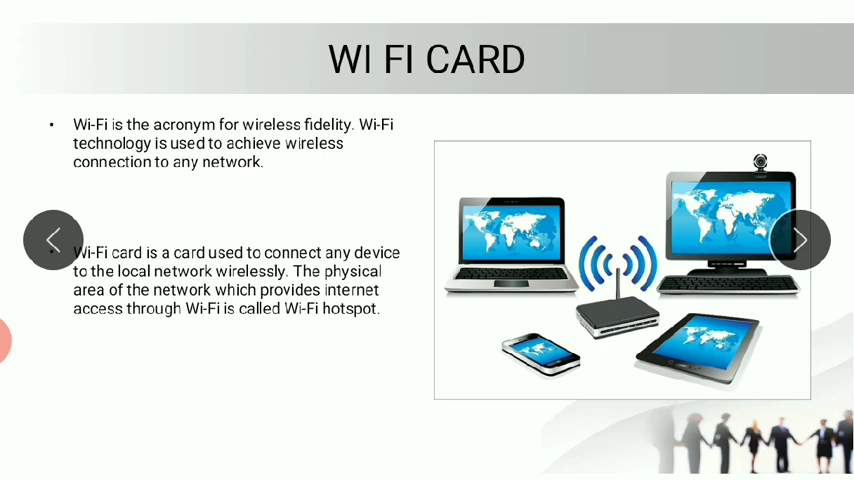 WI FI CARD
• Wi-Fi is the acronym for wireless fidelity. Wi-Fi
technology is used to achieve wireless
connection to any network.
• Wi-Fi card is a card used to connect any device
to the local network wirelessly. The physical
area of the network which provides internet
access through Wi-Fi is called Wi-Fi hotspot.